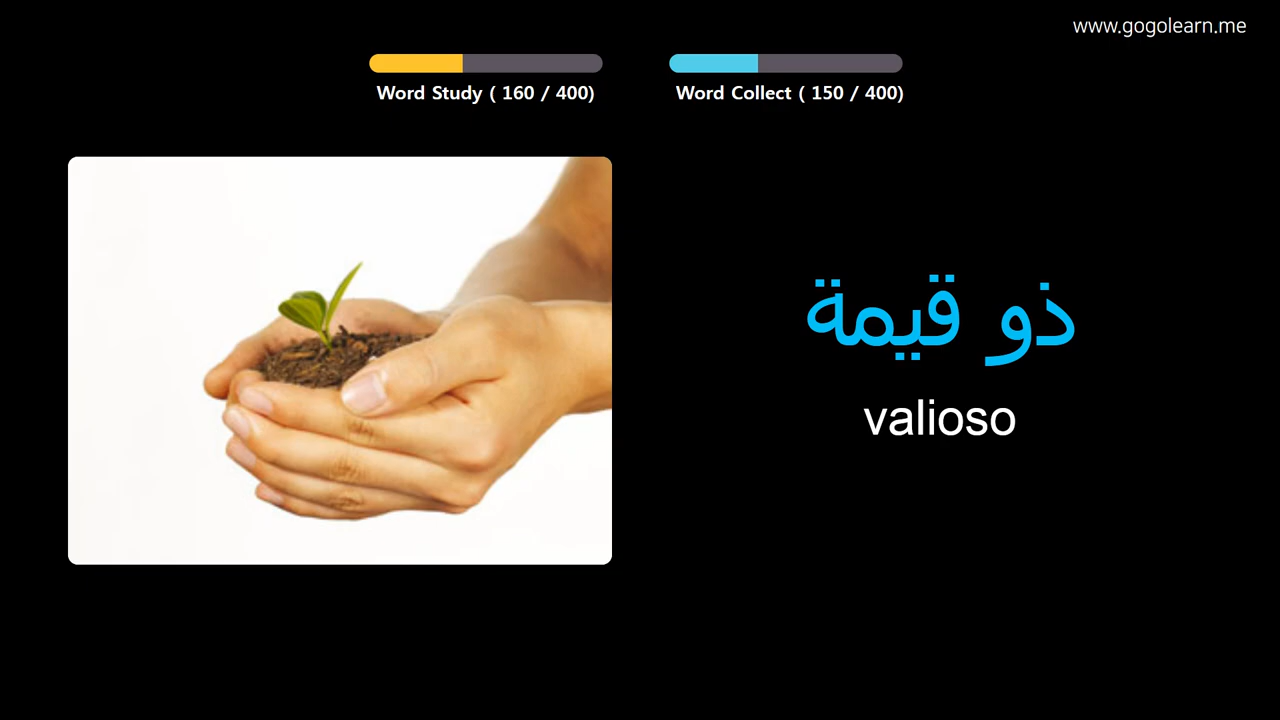 www.gogolearn.me
Word Study ( 160 / 400)
Word Collect ( 150 / 400)
ذو قيمة
valioso